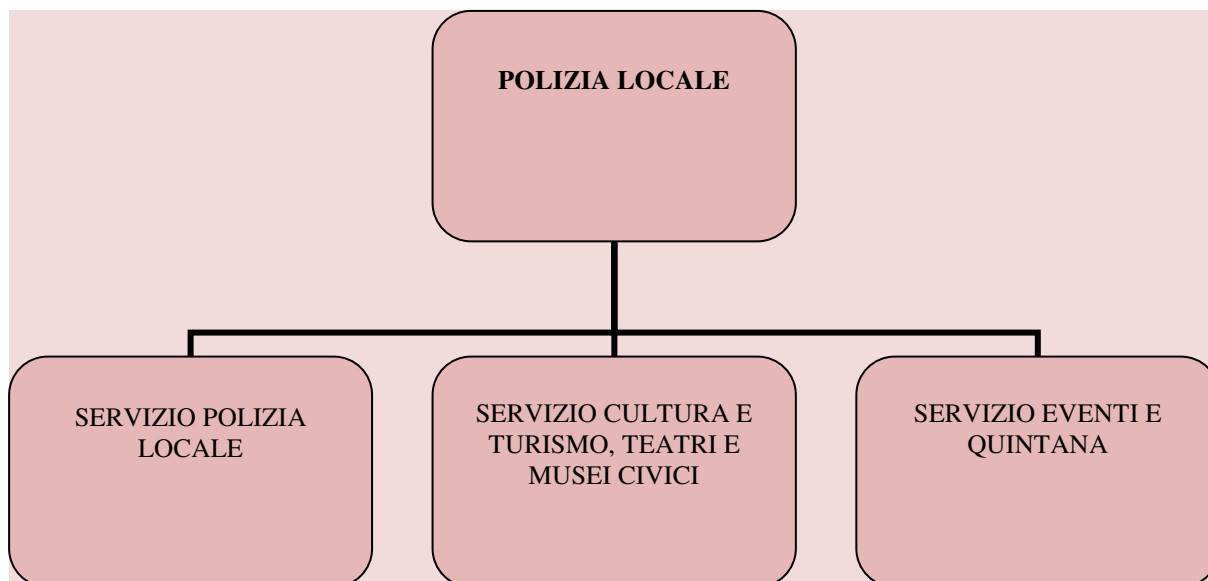 POLIZIA LOCALE
SERVIZIO POLIZIA
LOCALE
SERVIZIO CULTURA E
TURISMO, TEATRI E
MUSEI CIVICI
SERVIZIO EVENTI E
QUINTANA